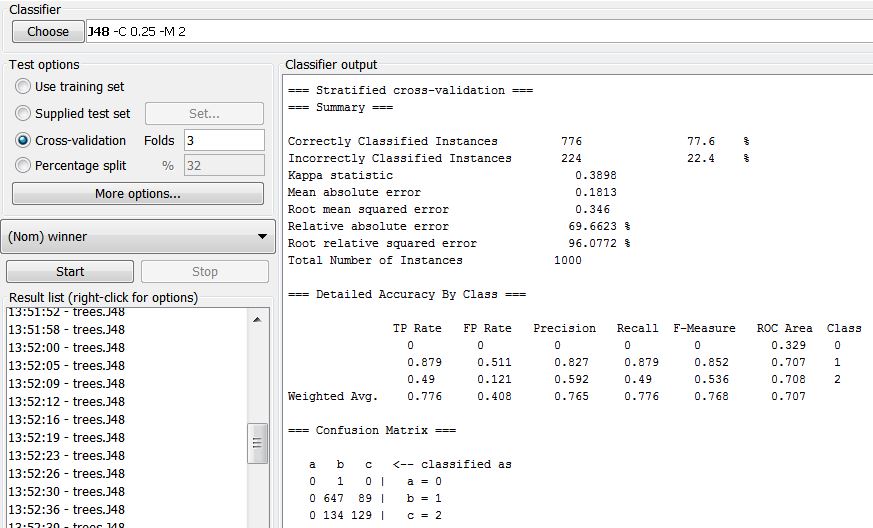 Classifier
Choose J48 -C 0.25 -M 2
Test options
Use training set
Supplied test set Set...
Cross-validation Folds 3
Percentage split % 32
More options...
(Nom) winner
Start Stop
Result list (right-click for options)
13:51:52 - trees.J48
13:51:58 - trees.J48
13:52:00 - trees.J48
13:52:05 - trees.J48
13:52:09 - trees.J48
13:52:12 - trees.J48
13:52:16 - trees.J48
13:52:19 - trees.J48
13:52:23 - trees.J48
13:52:26 - trees.J48
13:52:30 - trees.J48
13:52:36 - trees.J48
13:52:39 - trees.J48
Classifier output
=== Stratified cross-validation ===
=== Summary ===
Correctly Classified Instances 776 77.6 %
Incorrectly Classified Instances 224 22.4 %
Kappa statistic 0.3898
Mean absolute error 0.1813
Root mean squared error 0.346
Relative absolute error 69.6623 %
Root relative squared error 96.0772 %
Total Number of Instances 1000
=== Detailed Accuracy By Class ===
TP Rate FP Rate Precision Recall F-Measure ROC Area Class
0 0 0 0 0 0.329 0
0.879 0.511 0.827 0.879 0.852 0.707 1
0.49 0.121 0.592 0.49 0.536 0.708 2
Weighted Avg. 0.776 0.408 0.765 0.776 0.768 0.707
=== Confusion Matrix ===
a b c <-- classified as
0 1 0 | a = 0
0 647 89 | b = 1
0 134 129 | c = 2